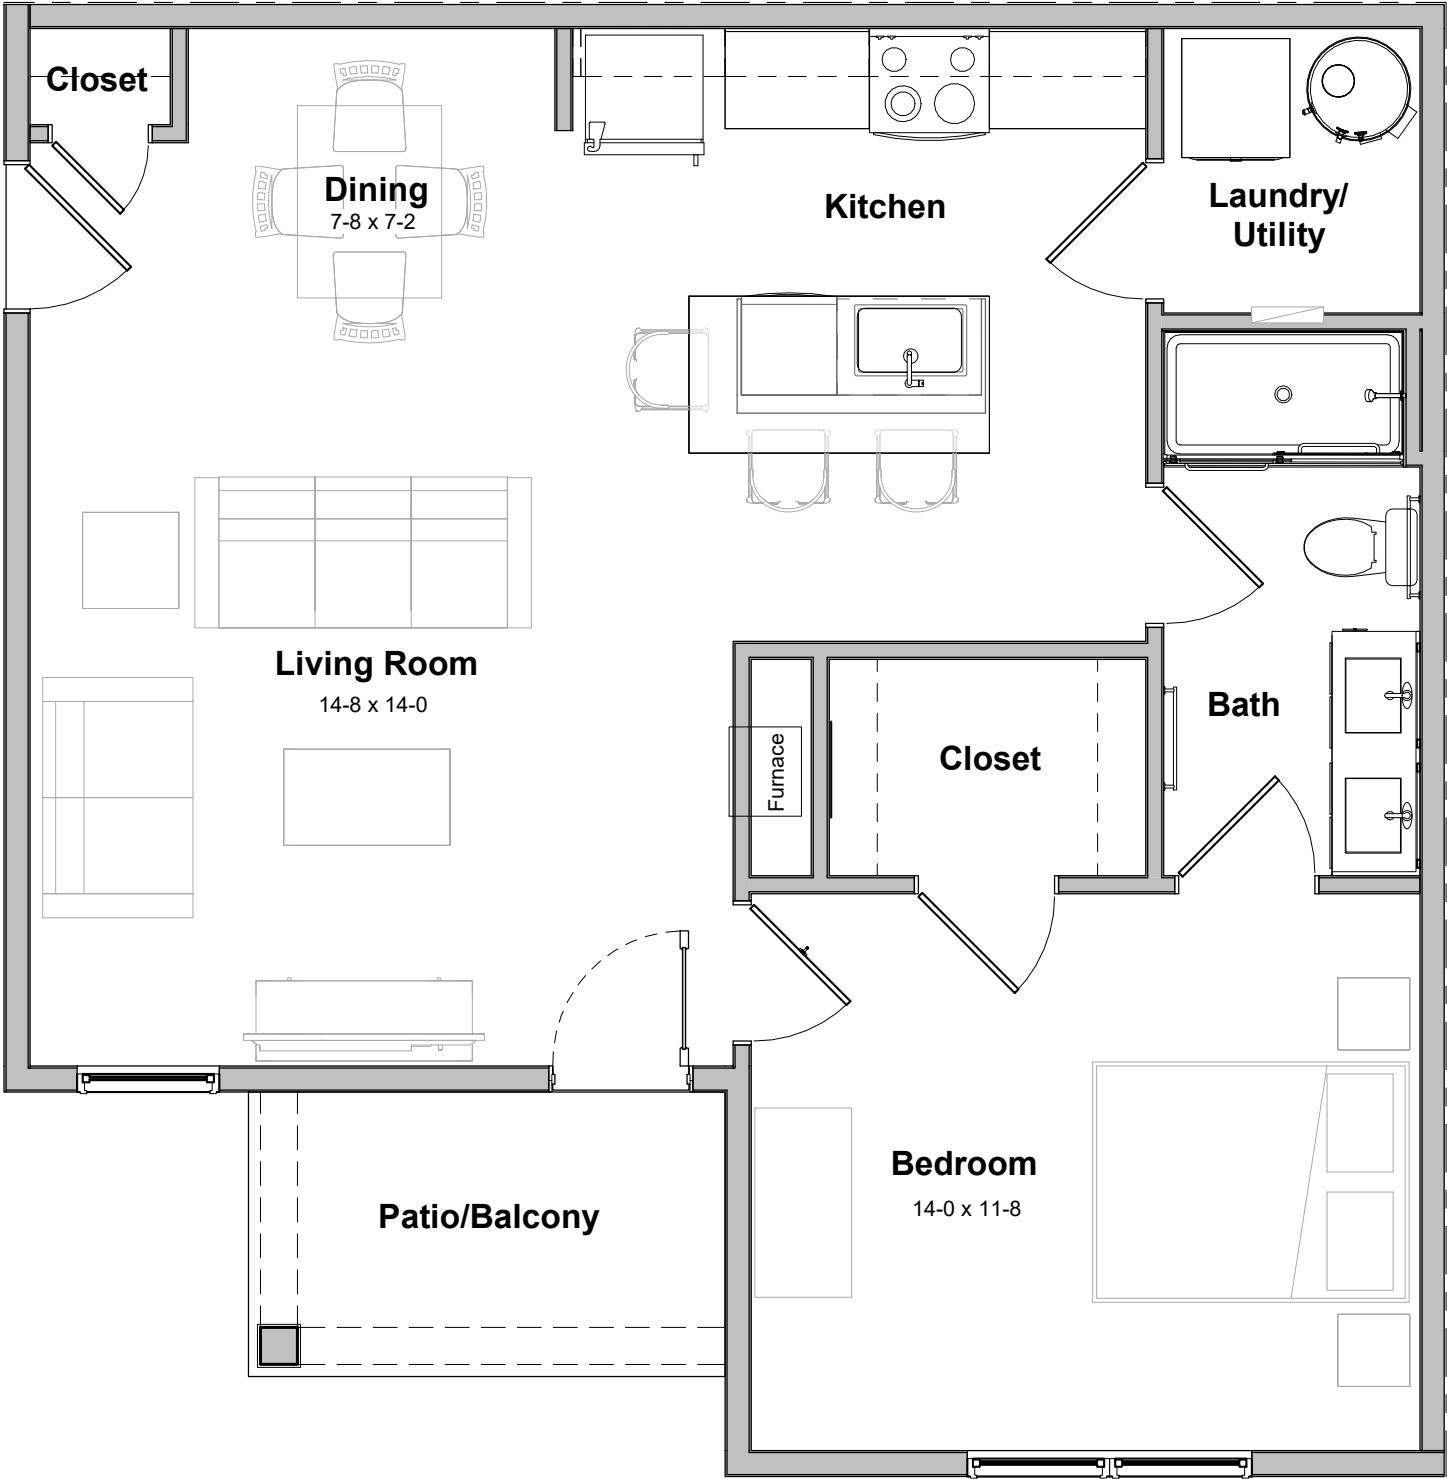 Closet
Dining
7-8 x 7-2
Kitchen
Laundry/
Utility
Living Room
14-8 x 14-0
Furnace
Closet
Bath
Bedroom
14-0 x 11-8
Patio/Balcony